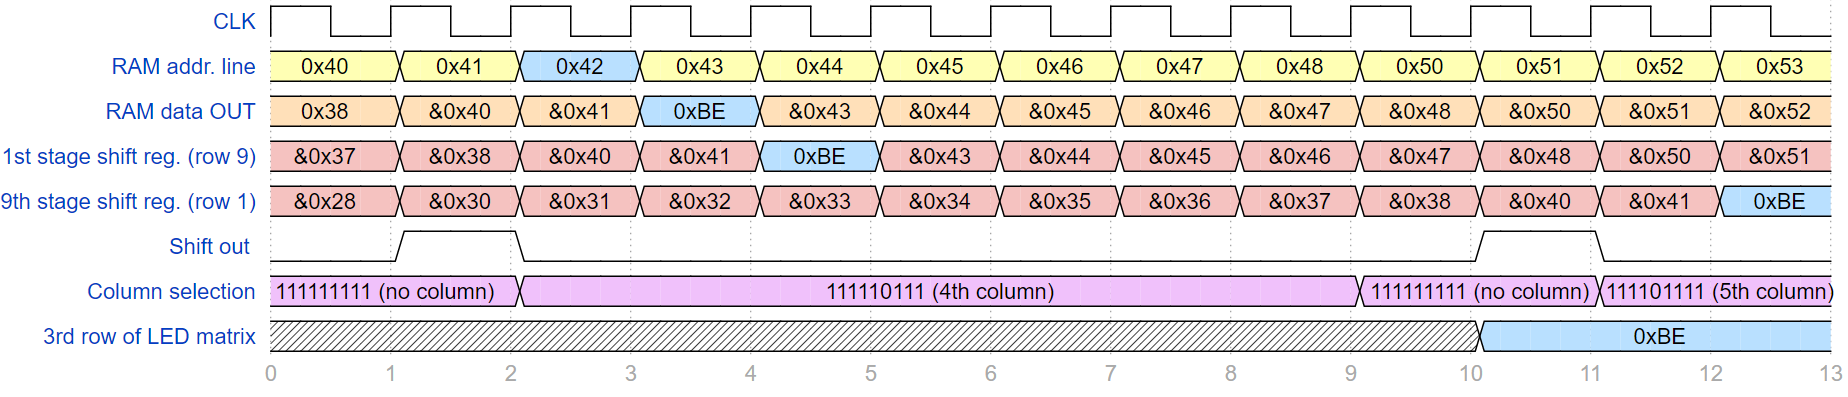 CLK
RAM addr. line 0x40 0x41 0x42 0x43 0x44 0x45 0x46 0x47 0x48 0x50 0x51 0x52 0x53
RAM data OUT 0x38 &0x40 &0x41 0xBE &0x43 &0x44 &0x45 &0x46 &0x47 &0x48 &0x50 &0x51 &0x52
1st stage shift reg. (row 9) &0x37 &0x38 &0x40 &0x41 0xBE &0x43 &0x44 &0x45 &0x46 &0x47 &0x48 &0x50 &0x51
9th stage shift reg. (row 1) &0x28 &0x30 &0x31 &0x32 &0x33 &0x34 &0x35 &0x36 &0x37 &0x38 &0x40 &0x41 0xBE
Shift out
Column selection 111111111 (no column) 111110111 (4th column) 111111111 (no column) 111101111 (5th column)
3rd row of LED matrix 0xBE
0 1 2 3 4 5 6 7 8 9 10 11 12 13